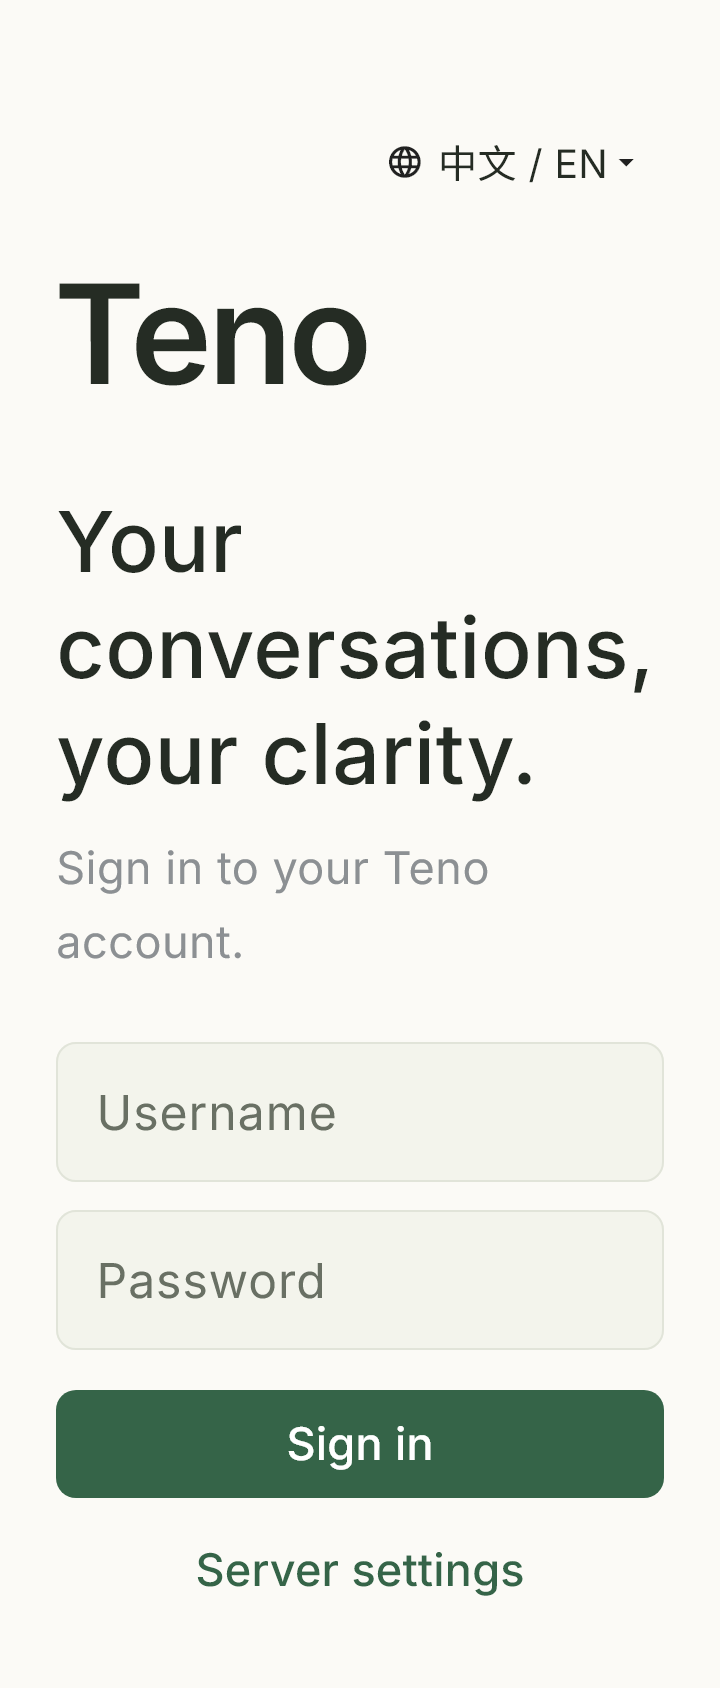 中文 / EN
Teno
Your
conversations,
your clarity.
Sign in to your Teno
account.
Username
Password
Sign in
Server settings